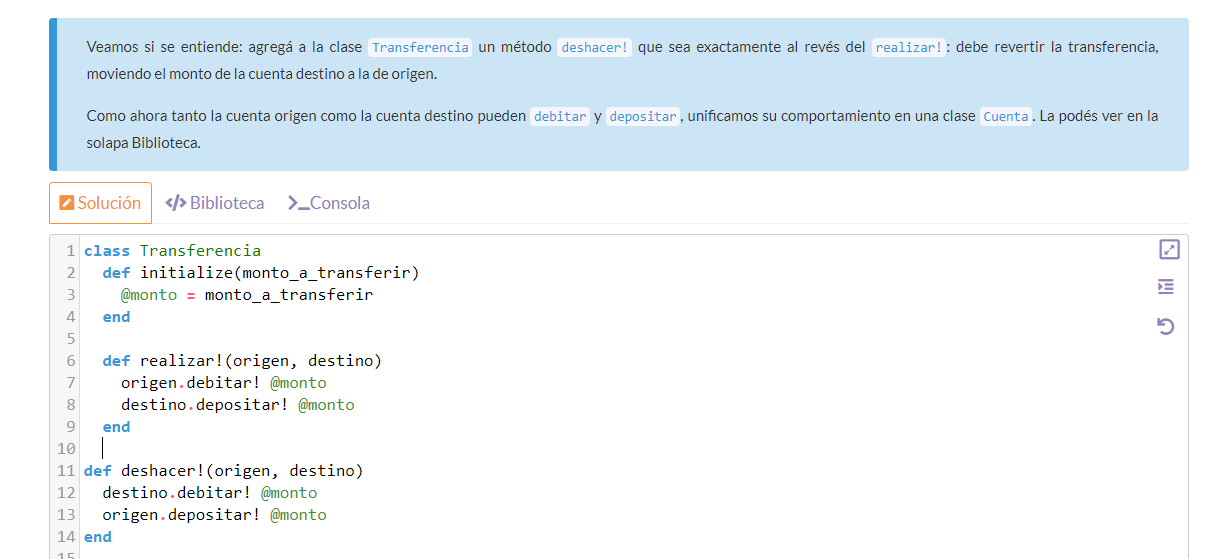 Veamos si se entiende: agregá a la clase Transferencia un método deshacer! que sea exactamente al revés del realizar!: debe revertir la transferencia,
moviendo el monto de la cuenta destino a la de origen.
Como ahora tanto la cuenta origen como la cuenta destino pueden debitar y depositar, unificamos su comportamiento en una clase Cuenta. La podés ver en la
solapa Biblioteca.
Solución </> Biblioteca >_Consola
1 class Transferencia
2 def initialize(monto_a_transferir)
3 @monto = monto_a_transferir
4 end
5
6 def realizar!(origen, destino)
7 origen.debitar! @monto
8 destino.depositar! @monto
9 end
10
11 def deshacer!(origen, destino)
12 destino.debitar! @monto
13 origen.depositar! @monto
14 end
15